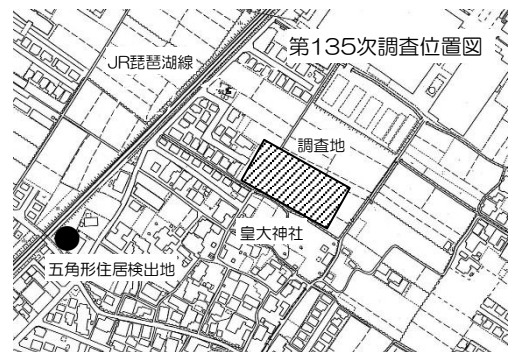 第135次調査位置図
JR琵琶湖線
調査地
皇大神社
五角形住居検出地